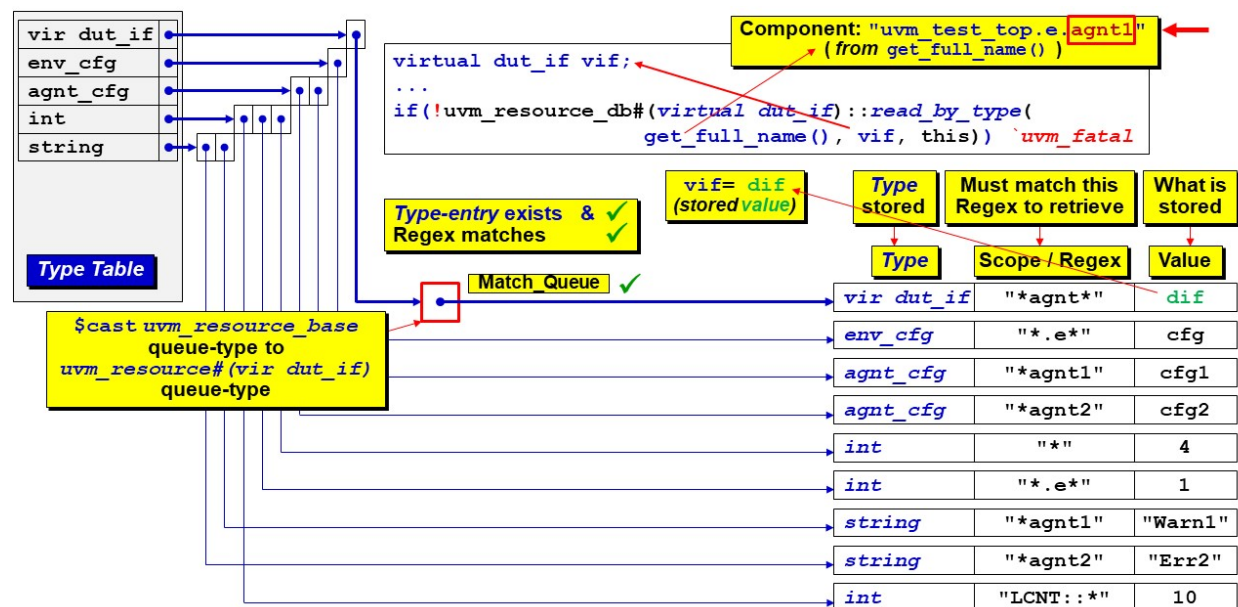 vir dut_if
env_cfg
agnt_cfg
int
string
Type Table
Component: "uvm_test_top.e.agnt1"
( from get_full_name() )
virtual dut_if vif;
...
if(!uvm_resource_db#(virtual dut_if)::read_by_type(
get_full_name(), vif, this)) `uvm_fatal
vif= dif
(stored value)
Type
stored
Must match this
Regex to retrieve
What is
stored
Type-entry exists & ✓
Regex matches ✓
Type
Scope / Regex
Value
Match_Queue ✓
$cast uvm_resource_base
queue-type to
uvm_resource#(vir dut_if)
queue-type
vir dut_if "*agnt*" dif
env_cfg "*.e*" cfg
agnt_cfg "*agnt1" cfg1
agnt_cfg "*agnt2" cfg2
int "*" 4
int "*.e*" 1
string "*agnt1" "Warn1"
string "*agnt2" "Err2"
int "LCNT::*" 10